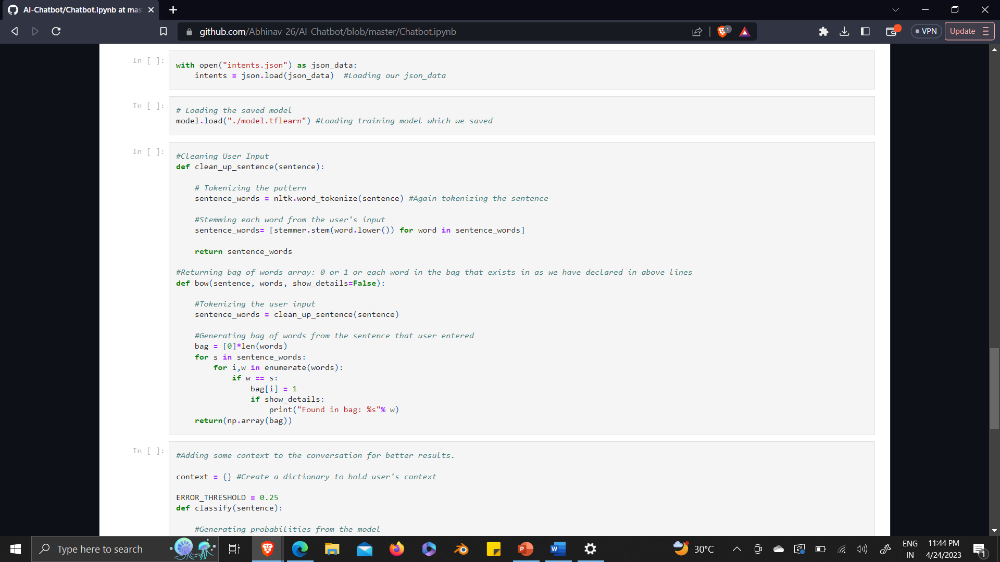 AI-Chatbot/Chatbot.ipynb at mas
github.com/Abhinav-26/AI-Chatbot/blob/master/Chatbot.ipynb
1
VPN
Update
In [ ]:
with open("intents.json") as json_data:
    intents = json.load(json_data)  #Loading our json_data
In [ ]:
# Loading the saved model
model.load("./model.tflearn") #Loading training model which we saved
In [ ]:
#Cleaning User Input
def clean_up_sentence(sentence):
    # Tokenizing the pattern
    sentence_words = nltk.word_tokenize(sentence) #Again tokenizing the sentence
    #Stemming each word from the user's input
    sentence_words= [stemmer.stem(word.lower()) for word in sentence_words]
    return sentence_words
#Returning bag of words array: 0 or 1 or each word in the bag that exists in as we have declared in above lines
def bow(sentence, words, show_details=False):
    #Tokenizing the user input
    sentence_words = clean_up_sentence(sentence)
    #Generating bag of words from the sentence that user entered
    bag = [0]*len(words)
    for s in sentence_words:
        for i,w in enumerate(words):
            if w == s:
                bag[i] = 1
                if show_details:
                    print("Found in bag: %s"% w)
    return(np.array(bag))
In [ ]:
#Adding some context to the conversation for better results.
context = {} #Create a dictionary to hold user's context
ERROR_THRESHOLD = 0.25
def classify(sentence):
    #Generating probabilities from the model
Type here to search
30°C
ENG
IN
11:44 PM
4/24/2023
1